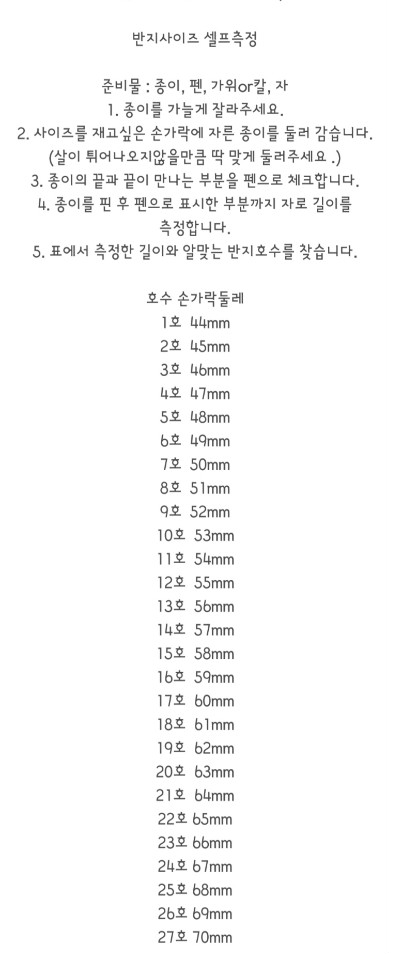 반지사이즈 셀프측정
준비물 : 종이, 펜, 가위or칼, 자
1. 종이를 가늘게 잘라주세요.
2. 사이즈를 재고싶은 손가락에 자른 종이를 둘러 감습니다.
(살이 튀어나오지않을만큼 딱 맞게 둘러주세요 .)
3. 종이의 끝과 끝이 만나는 부분을 펜으로 체크합니다.
4. 종이를 핀 후 펜으로 표시한 부분까지 자로 길이를
측정합니다.
5. 표에서 측정한 길이와 알맞는 반지호수를 찾습니다.
호수 손가락둘레
1호 44mm
2호 45mm
3호 46mm
4호 47mm
5호 48mm
6호 49mm
7호 50mm
8호 51mm
9호 52mm
10호 53mm
11호 54mm
12호 55mm
13호 56mm
14호 57mm
15호 58mm
16호 59mm
17호 60mm
18호 61mm
19호 62mm
20호 63mm
21호 64mm
22호 65mm
23호 66mm
24호 67mm
25호 68mm
26호 69mm
27호 70mm